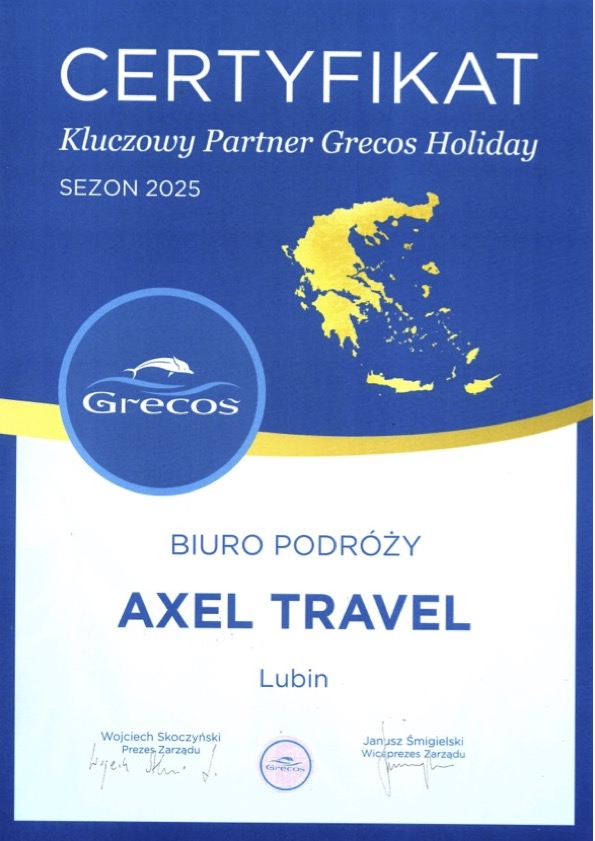 CERTYFIKAT
Kluczowy Partner Grecos Holiday
SEZON 2025
Grecos
BIURO PODRÓŻY
AXEL TRAVEL
Lubin
Wojciech Skoczyński
Prezes Zarządu
Grecos
Janusz Śmigielski
Wiceprezes Zarządu